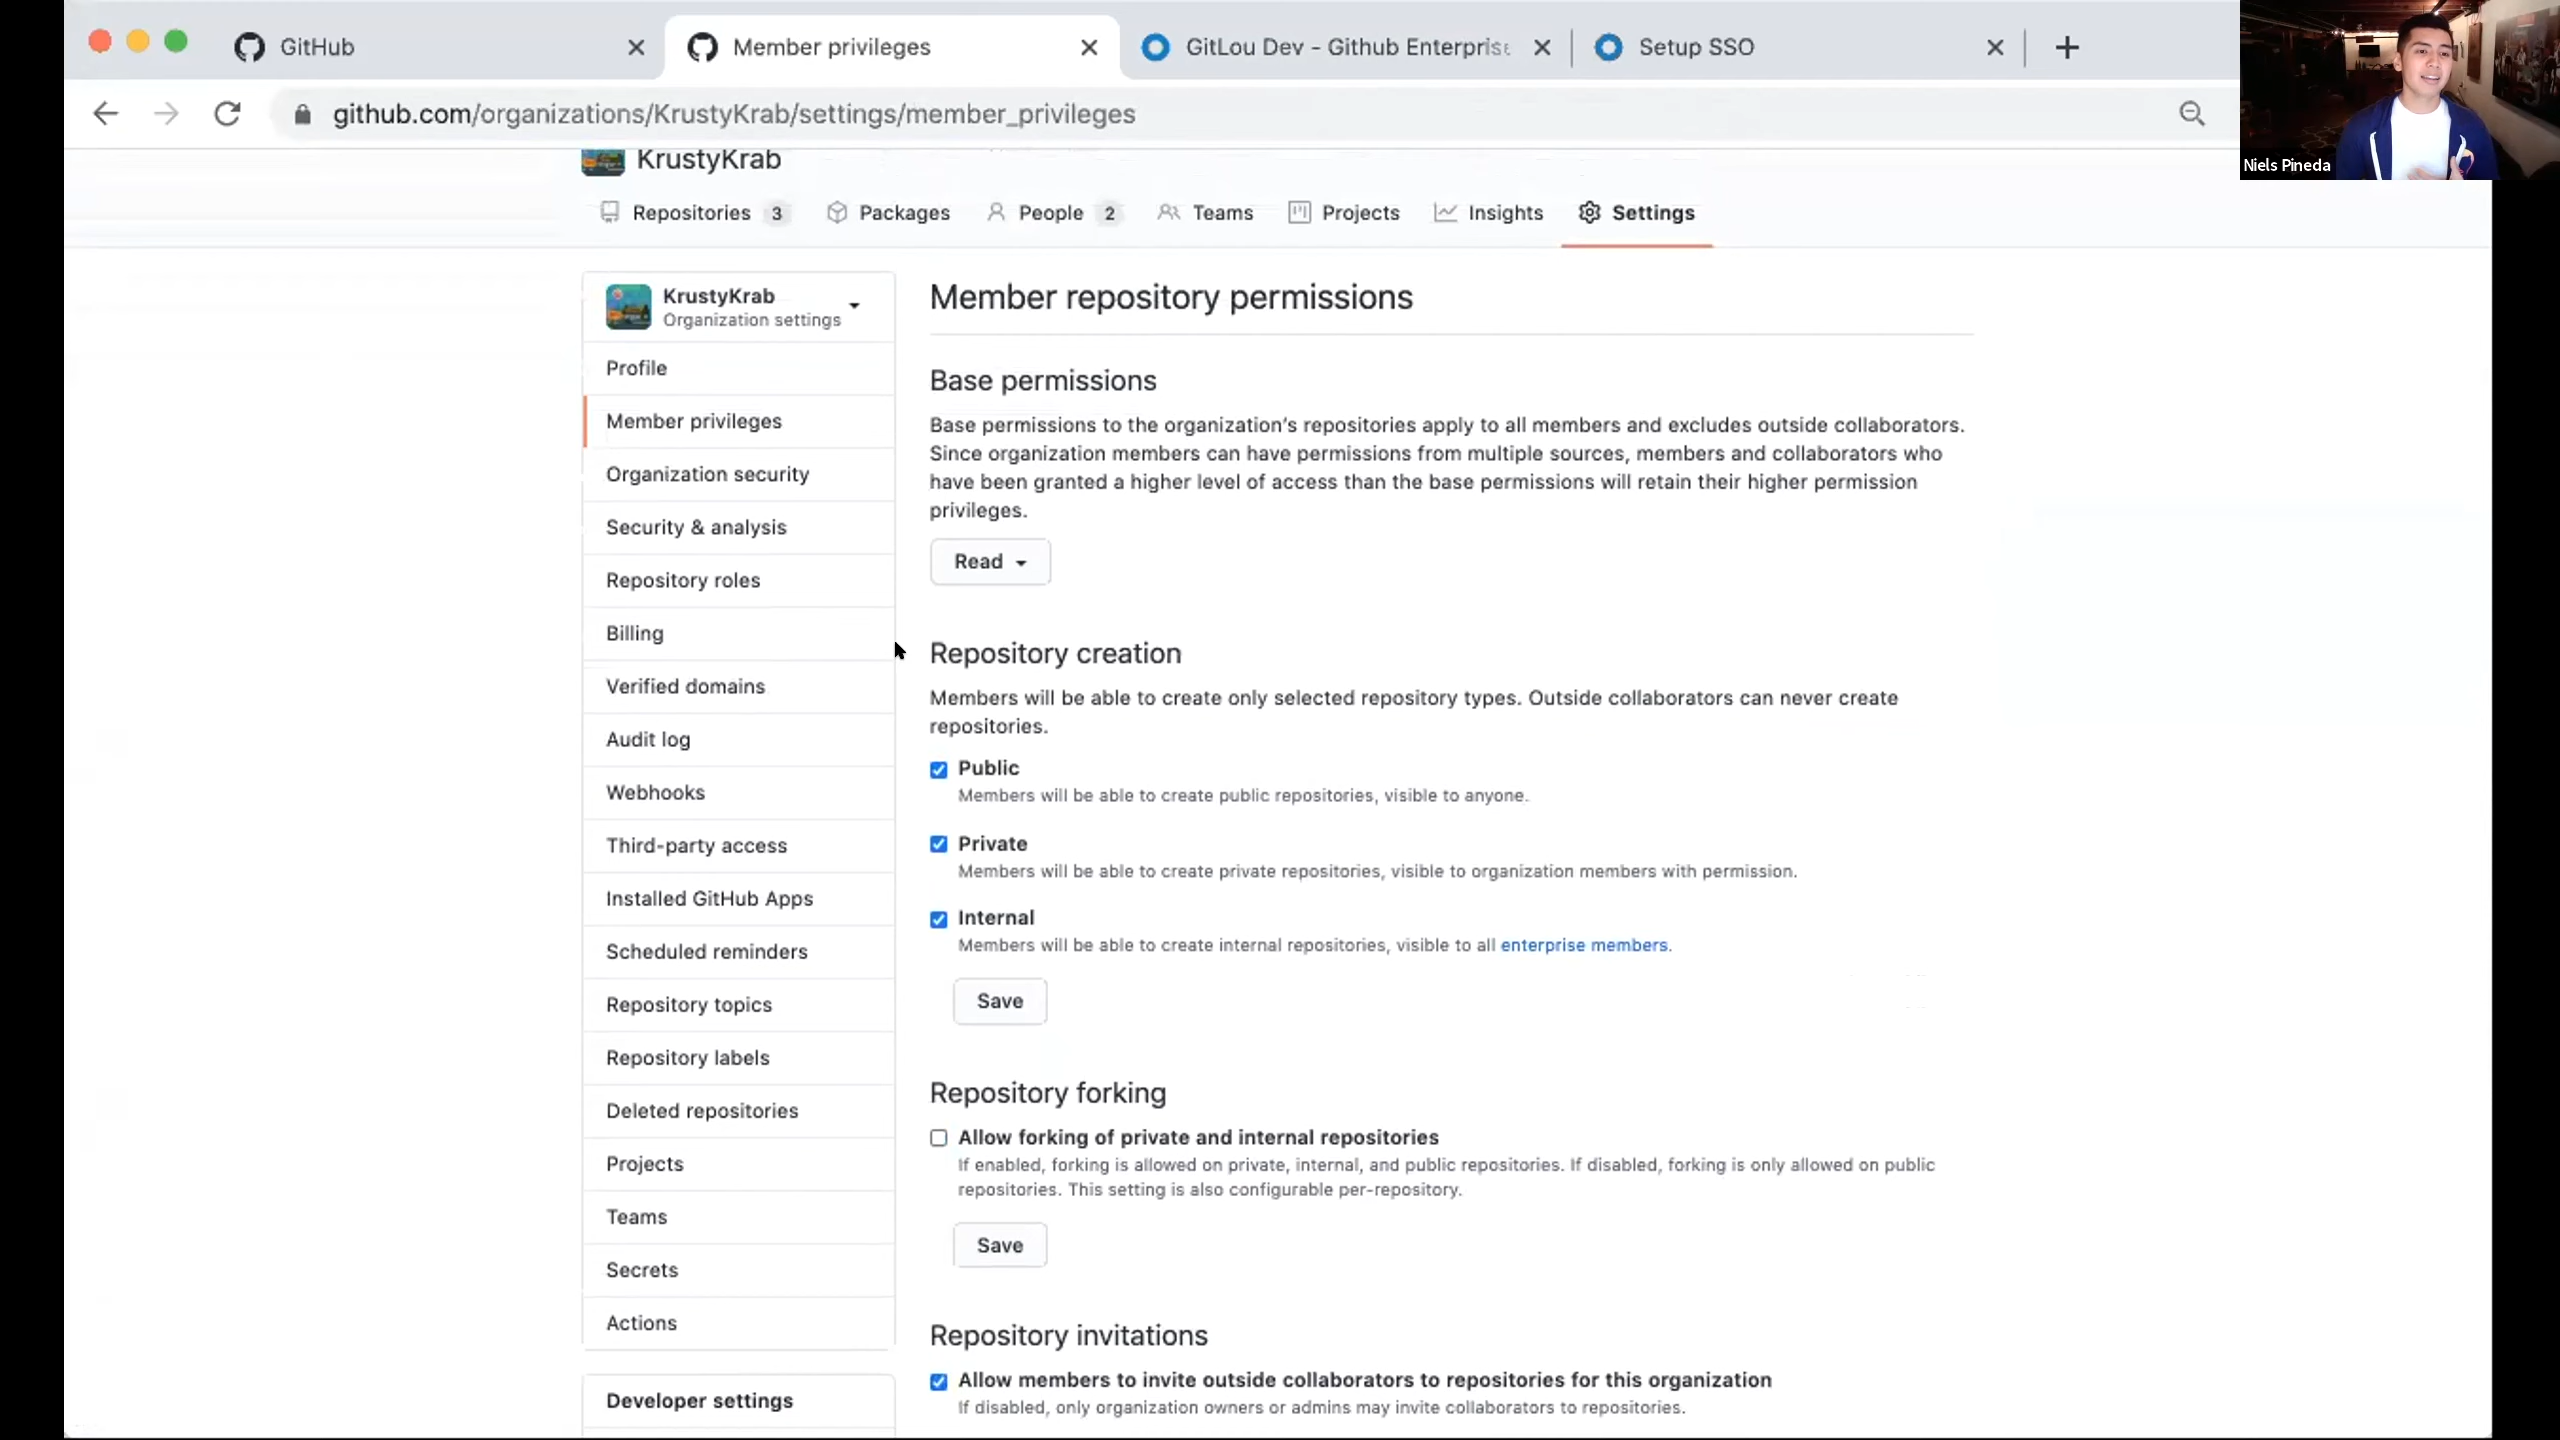 GitHub
Member privileges
GitLou Dev - Github Enterprise
Setup SSO
github.com/organizations/KrustyKrab/settings/member_privileges
Niels Pineda
KrustyKrab
Repositories 3
Packages
People 2
Teams
Projects
Insights
Settings
KrustyKrab
Organization settings
Profile
Member privileges
Organization security
Security & analysis
Repository roles
Billing
Verified domains
Audit log
Webhooks
Third-party access
Installed GitHub Apps
Scheduled reminders
Repository topics
Repository labels
Deleted repositories
Projects
Teams
Secrets
Actions
Developer settings
Member repository permissions
Base permissions
Base permissions to the organization's repositories apply to all members and excludes outside collaborators.
Since organization members can have permissions from multiple sources, members and collaborators who
have been granted a higher level of access than the base permissions will retain their higher permission
privileges.
Read
Repository creation
Members will be able to create only selected repository types. Outside collaborators can never create
repositories.
Public
Members will be able to create public repositories, visible to anyone.
Private
Members will be able to create private repositories, visible to organization members with permission.
Internal
Members will be able to create internal repositories, visible to all enterprise members.
Save
Repository forking
Allow forking of private and internal repositories
If enabled, forking is allowed on private, internal, and public repositories. If disabled, forking is only allowed on public
repositories. This setting is also configurable per-repository.
Save
Repository invitations
Allow members to invite outside collaborators to repositories for this organization
If disabled, only organization owners or admins may invite collaborators to repositories.